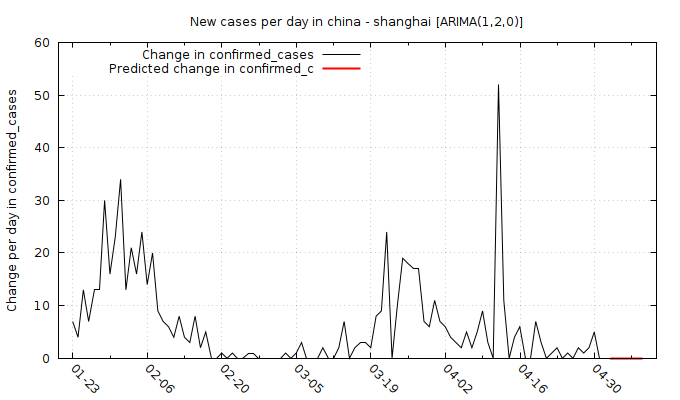 New cases per day in china - shanghai [ARIMA(1,2,0)]
Change in confirmed_cases
Predicted change in confirmed_c
Change per day in confirmed_cases
60
50
40
30
20
10
0
01-23 02-06 02-20 03-05 03-19 04-02 04-16 04-30